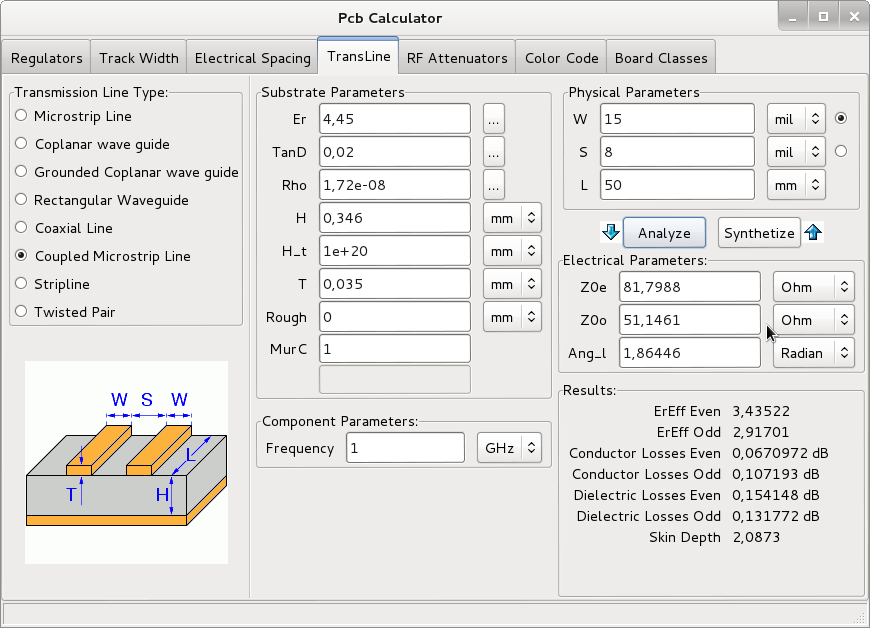 Pcb Calculator
Regulators Track Width Electrical Spacing TransLine RF Attenuators Color Code Board Classes
Transmission Line Type:
Microstrip Line
Coplanar wave guide
Grounded Coplanar wave guide
Rectangular Waveguide
Coaxial Line
Coupled Microstrip Line
Stripline
Twisted Pair
W S W
L
T H
Substrate Parameters
Er 4,45 ...
TanD 0,02 ...
Rho 1,72e-08 ...
H 0,346 mm
H_t 1e+20 mm
T 0,035 mm
Rough 0 mm
MurC 1
Component Parameters:
Frequency 1 GHz
Physical Parameters
W 15 mil
S 8 mil
L 50 mm
Analyze Synthetize
Electrical Parameters:
Z0e 81,7988 Ohm
Z0o 51,1461 Ohm
Ang_l 1,86446 Radian
Results:
ErEff Even 3,43522
ErEff Odd 2,91701
Conductor Losses Even 0,0670972 dB
Conductor Losses Odd 0,107193 dB
Dielectric Losses Even 0,154148 dB
Dielectric Losses Odd 0,131772 dB
Skin Depth 2,0873